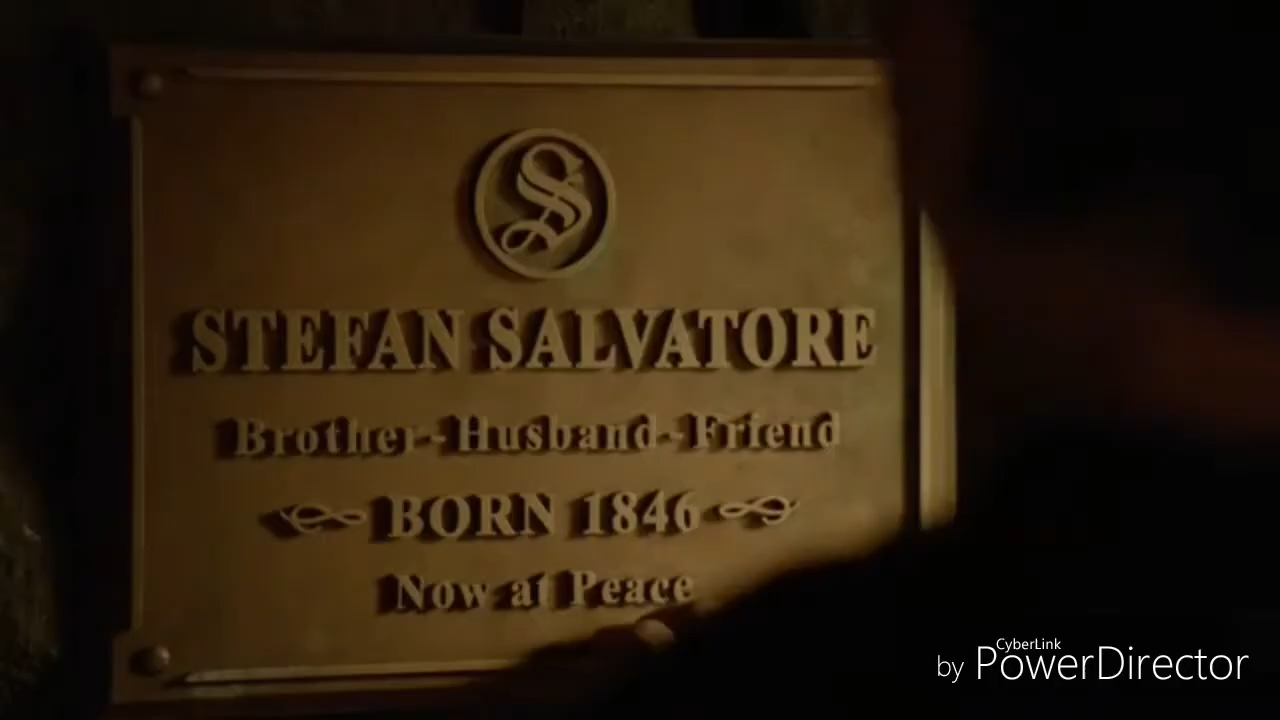 S
STEFAN SALVATORE
Brother-Husband-Friend
BORN 1846
Now at Peace
CyberLink
by PowerDirector